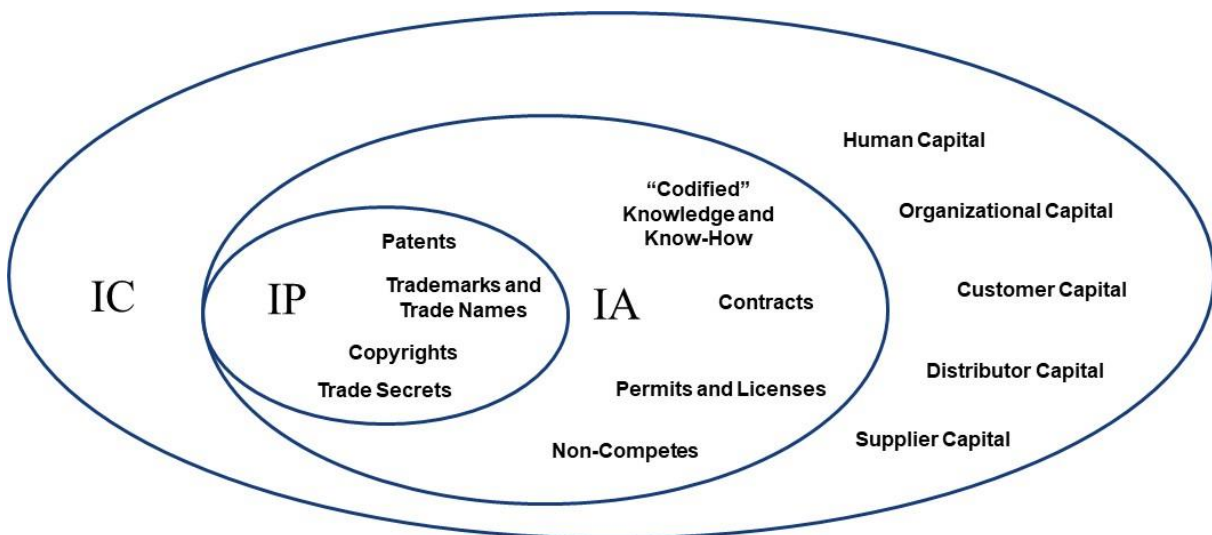 Human Capital
“Codified”
Knowledge and
Know-How
Organizational Capital
Patents
IC
IP
Trademarks and
Trade Names
IA
Contracts
Customer Capital
Copyrights
Trade Secrets
Permits and Licenses
Distributor Capital
Non-Competes
Supplier Capital